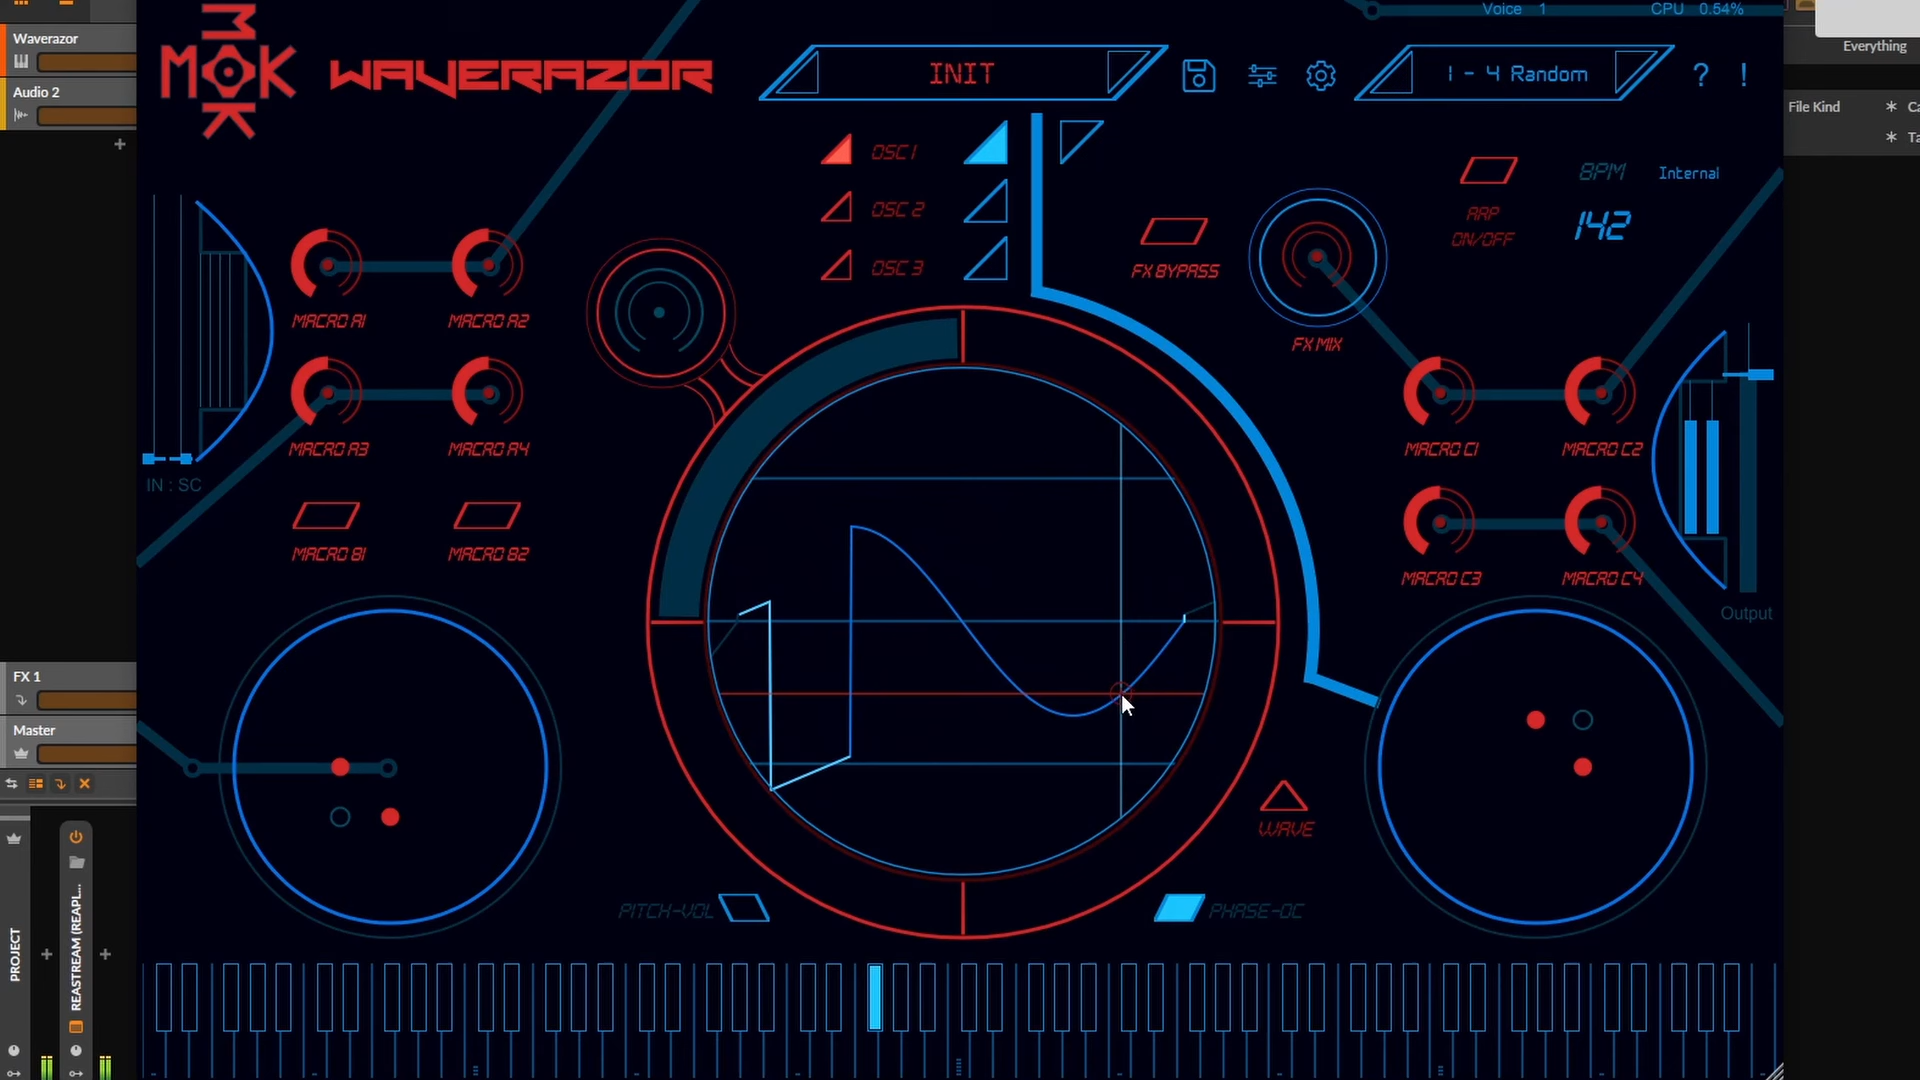 Voice 1
CPU 0.54%
Waverazor
Everything
MOK
WAVERAZOR
INIT
1 - 4 Random
? !
Audio 2
File Kind
OSC 1
OSC 2
OSC 3
BPM
Internal
142
ARP
ON/OFF
FX BYPASS
FX MIX
MACRO A1
MACRO A2
MACRO A3
MACRO A4
MACRO C1
MACRO C2
IN : SC
MACRO B1
MACRO B2
MACRO C3
MACRO C4
Output
FX 1
Master
WAVE
PITCH-VOL
PHASE-DC
PROJECT
RESTREAM (REAPL...